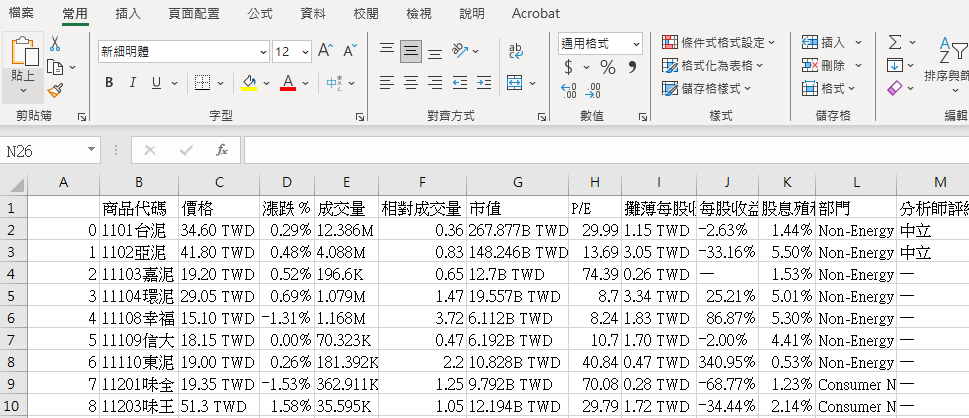 檔案 常用 插入 頁面配置 公式 資料 校閱 檢視 說明 Acrobat
貼上
新細明體 12 A A
B I U A 中
ab
通用格式
$ % ,
條件式格式設定
格式化為表格
儲存格樣式
插入
刪除
格式
Σ
A Z
排序與篩
剪貼簿 字型 對齊方式 數值 樣式 儲存格 編輯
N26 fx
A B C D E F G H I J K L M
1 商品代碼 價格 漲跌 % 成交量 相對成交量 市值 P/E 攤薄每股收 每股收益 股息殖利 部門 分析師評級
2 0 1101台泥 34.60 TWD 0.29% 12.386M 0.36 267.877B TWD 29.99 1.15 TWD −2.63% 1.44% Non-Energy 中立
3 1 1102亞泥 41.80 TWD 0.48% 4.088M 0.83 148.246B TWD 13.69 3.05 TWD −33.16% 5.50% Non-Energy 中立
4 2 11103嘉泥 19.20 TWD 0.52% 196.6K 0.65 12.7B TWD 74.39 0.26 TWD — 1.53% Non-Energy —
5 3 11104環泥 29.05 TWD 0.69% 1.079M 1.47 19.557B TWD 8.7 3.34 TWD 25.21% 5.01% Non-Energy —
6 4 11108幸福 15.10 TWD −1.31% 1.168M 3.72 6.112B TWD 8.24 1.83 TWD 86.87% 5.30% Non-Energy —
7 5 11109信大 18.15 TWD 0.00% 70.323K 0.47 6.192B TWD 10.7 1.70 TWD −2.00% 4.41% Non-Energy —
8 6 11110東泥 19.00 TWD 0.26% 181.392K 2.2 10.828B TWD 40.84 0.47 TWD 340.95% 0.53% Non-Energy —
9 7 11201味全 19.35 TWD −1.53% 362.911K 1.25 9.792B TWD 70.08 0.28 TWD −68.77% 1.23% Consumer N —
10 8 11203味王 51.3 TWD 1.58% 35.595K 1.05 12.194B TWD 29.79 1.72 TWD −34.44% 2.14% Consumer N —